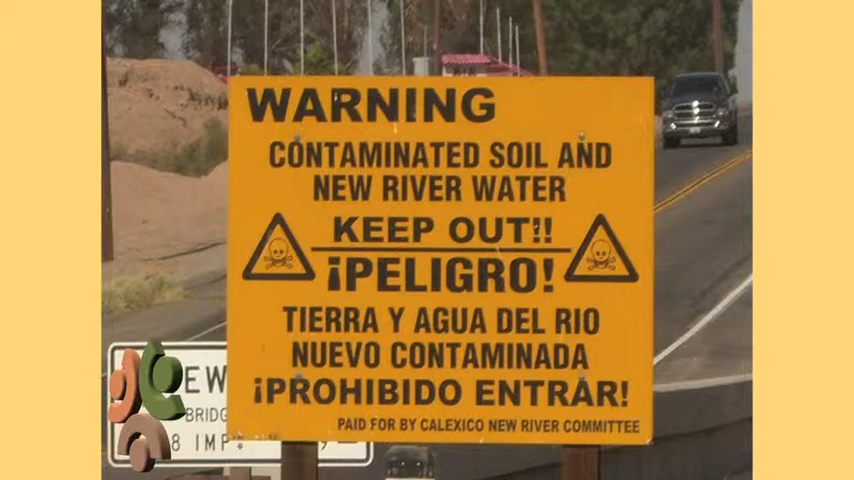 WARNING
CONTAMINATED SOIL AND
NEW RIVER WATER
KEEP OUT!!
¡PELIGRO!
TIERRA Y AGUA DEL RIO
NUEVO CONTAMINADA
¡PROHIBIDO ENTRAR!
PAID FOR BY CALEXICO NEW RIVER COMMITTEE